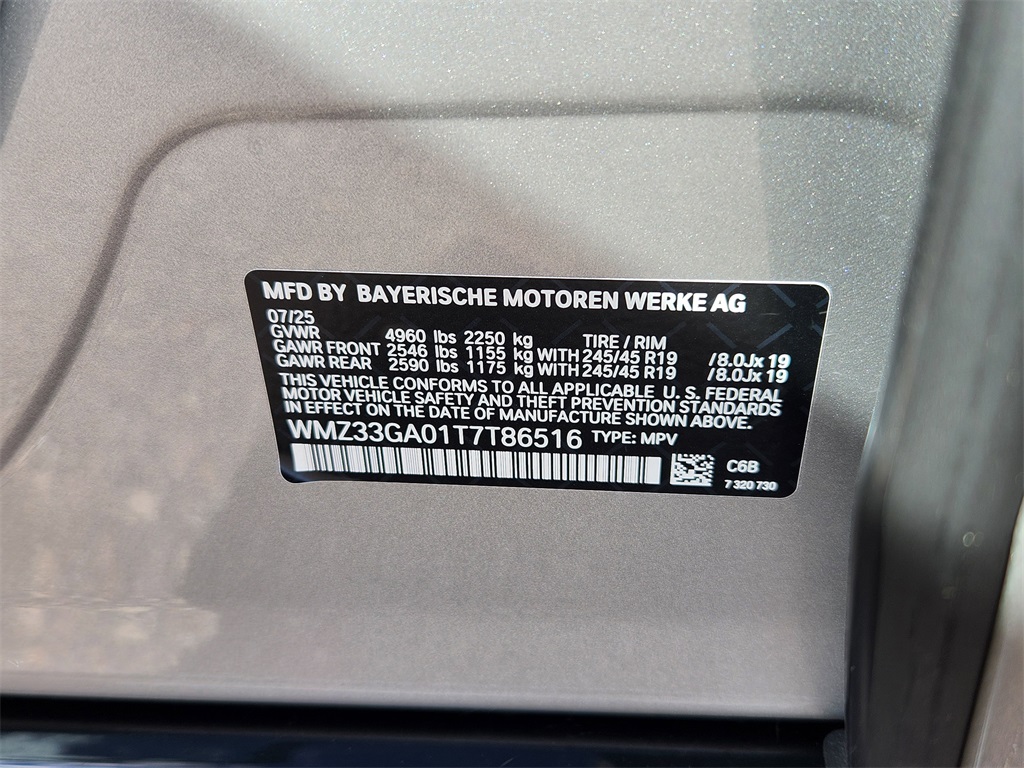 MFD BY BAYERISCHE MOTOREN WERKE AG
07/25
GVWR 4960 lbs 2250 kg TIRE / RIM
GAWR FRONT 2546 lbs 1155 kg WITH 245/45 R19 /8.0Jx19
GAWR REAR 2590 lbs 1175 kg WITH 245/45 R19 /8.0Jx19
THIS VEHICLE CONFORMS TO ALL APPLICABLE U. S. FEDERAL
MOTOR VEHICLE SAFETY AND THEFT PREVENTION STANDARDS
IN EFFECT ON THE DATE OF MANUFACTURE SHOWN ABOVE.
WMZ33GA01T7T86516 TYPE: MPV
C6B
7 320 730